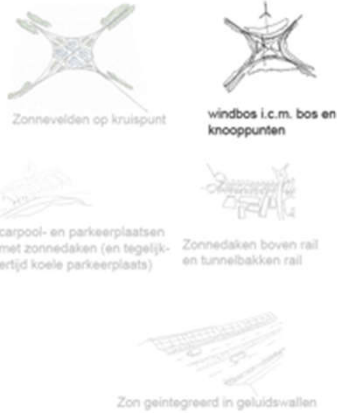 Zonnevelden op kruispunt
windbos i.c.m. bos en
knooppunten
carpool- en parkeerplaatsen
met zonnedaken (en tegelijk-
ertijd koele parkeerplaats)
Zonnedaken boven rail
en tunnelbakken rail
Zon geintegreerd in geluidswallen